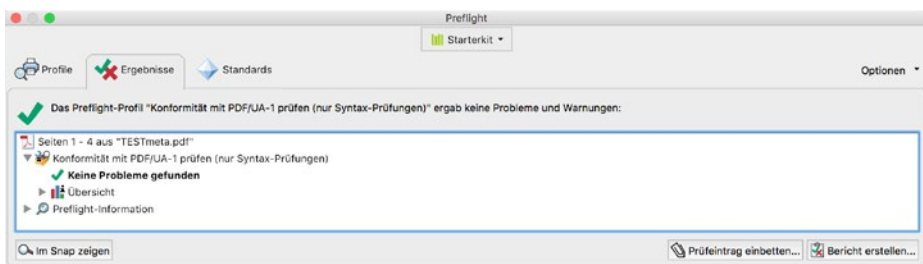 Preflight
Starterkit
Profile
Ergebnisse
Standards
Optionen
Das Preflight-Profil "Konformität mit PDF/UA-1 prüfen (nur Syntax-Prüfungen)" ergab keine Probleme und Warnungen:
Seiten 1 - 4 aus "TESTmeta.pdf"
Konformität mit PDF/UA-1 prüfen (nur Syntax-Prüfungen)
Keine Probleme gefunden
Übersicht
Preflight-Information
Im Snap zeigen
Prüfeintrag einbetten...
Bericht erstellen...